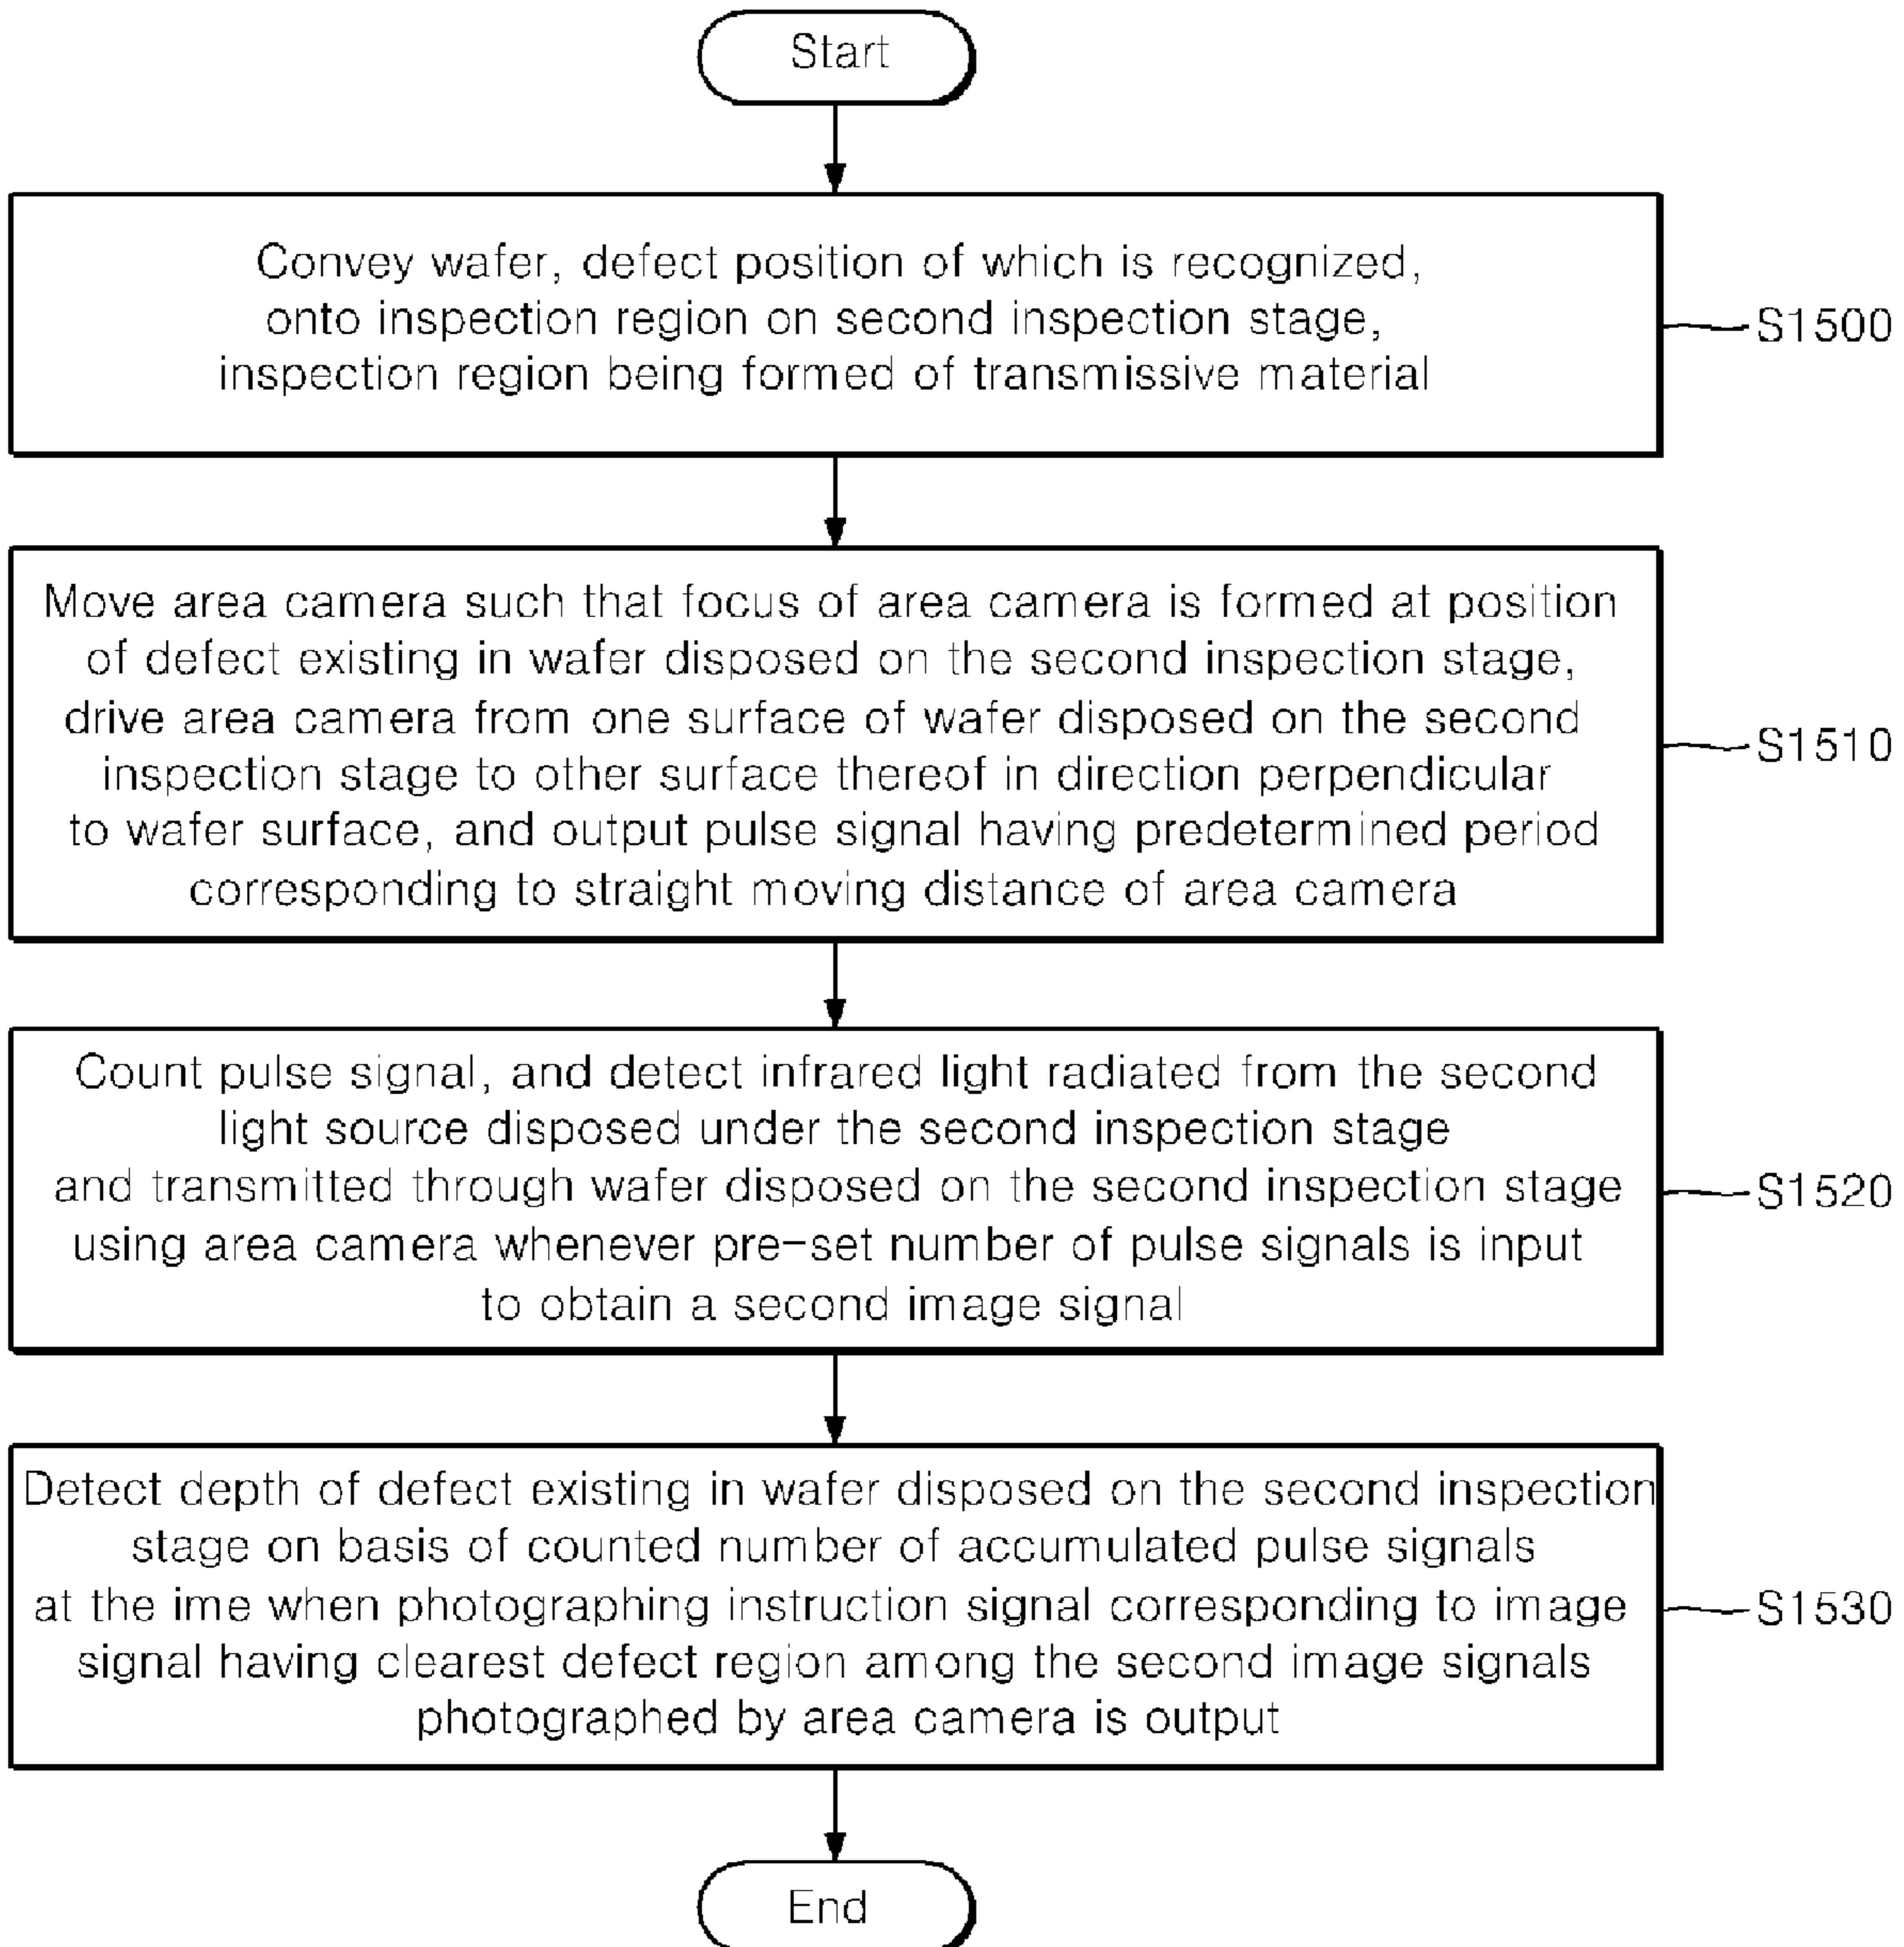 Start
Convey wafer, defect position of which is recognized,
onto inspection region on second inspection stage,
inspection region being formed of transmissive material
S1500
Move area camera such that focus of area camera is formed at position
of defect existing in wafer disposed on the second inspection stage,
drive area camera from one surface of wafer disposed on the second
inspection stage to other surface thereof in direction perpendicular
to wafer surface, and output pulse signal having predetermined period
corresponding to straight moving distance of area camera
S1510
Count pulse signal, and detect infrared light radiated from the second
light source disposed under the second inspection stage
and transmitted through wafer disposed on the second inspection stage
using area camera whenever pre-set number of pulse signals is input
to obtain a second image signal
S1520
Detect depth of defect existing in wafer disposed on the second inspection
stage on basis of counted number of accumulated pulse signals
at the ime when photographing instruction signal corresponding to image
signal having clearest defect region among the second image signals
photographed by area camera is output
S1530
End